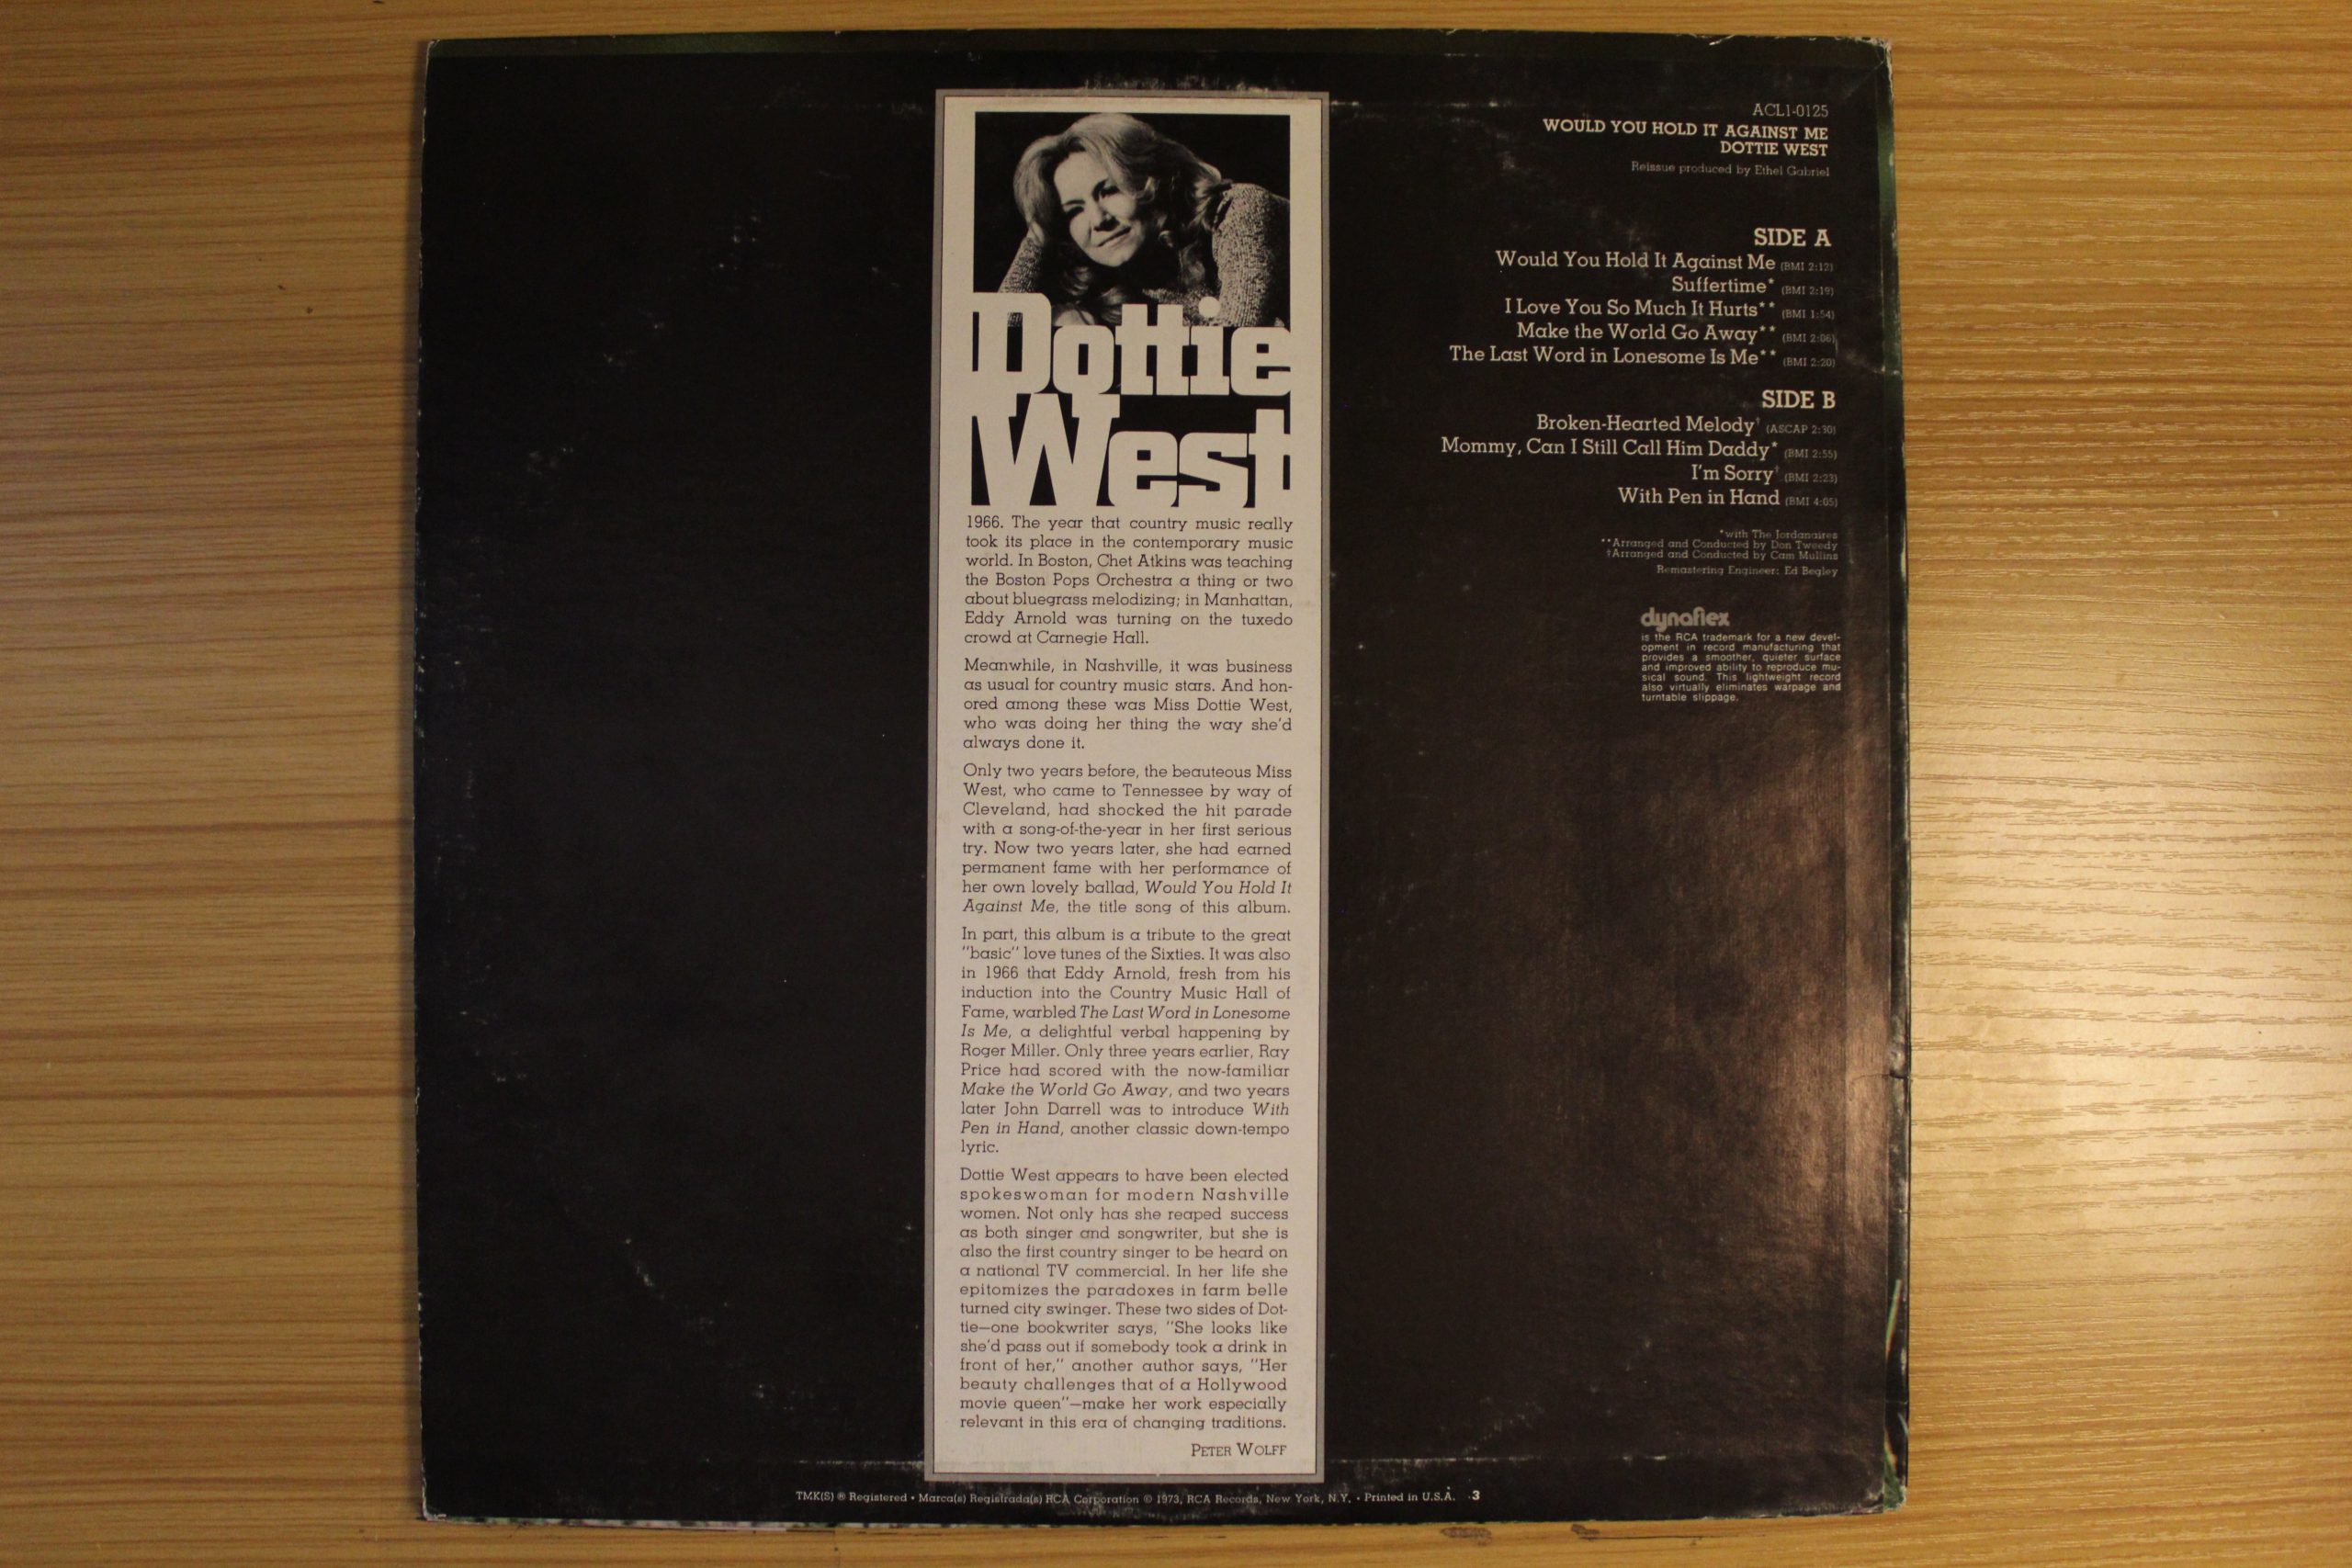 Dottie
West
1966. The year that country music really
took its place in the contemporary music
world. In Boston, Chet Atkins was teaching
the Boston Pops Orchestra a thing or two
about bluegrass melodizing; in Manhattan,
Eddy Arnold was turning on the tuxedo
crowd at Carnegie Hall.
Meanwhile, in Nashville, it was business
as usual for country music stars. And hon-
ored among these was Miss Dottie West,
who was doing her thing the way she'd
always done it.
Only two years before, the beauteous Miss
West, who came to Tennessee by way of
Cleveland, had shocked the hit parade
with a song-of-the-year in her first serious
try. Now two years later, she had earned
permanent fame with her performance of
her own lovely ballad, Would You Hold It
Against Me, the title song of this album.
In part, this album is a tribute to the great
"basic" love tunes of the Sixties. It was also
in 1966 that Eddy Arnold, fresh from his
induction into the Country Music Hall of
Fame, warbled The Last Word in Lonesome
Is Me, a delightful verbal happening by
Roger Miller. Only three years earlier, Ray
Price had scored with the now-familiar
Make the World Go Away, and two years
later John Darrell was to introduce With
Pen in Hand, another classic down-tempo
lyric.
Dottie West appears to have been elected
spokeswoman for modern Nashville
women. Not only has she reaped success
as both singer and songwriter, but she is
also the first country singer to be heard on
a national TV commercial. In her life she
epitomizes the paradoxes in farm belle
turned city swinger. These two sides of Dot-
tie—one bookwriter says, "She looks like
she'd pass out if somebody took a drink in
front of her," another author says, "Her
beauty challenges that of a Hollywood
movie queen"—make her work especially
relevant in this era of changing traditions.
PETER WOLFF
ACL1-0125
WOULD YOU HOLD IT AGAINST ME
DOTTIE WEST
Reissue produced by Ethel Gabriel
SIDE A
Would You Hold It Against Me (BMI 2:12)
Suffertime* (BMI 2:19)
I Love You So Much It Hurts** (BMI 1:54)
Make the World Go Away** (BMI 2:06)
The Last Word in Lonesome Is Me** (BMI 2:20)
SIDE B
Broken-Hearted Melody† (ASCAP 2:30)
Mommy, Can I Still Call Him Daddy* (BMI 2:55)
I'm Sorry† (BMI 2:23)
With Pen in Hand (BMI 4:05)
*with The Jordanaires
**Arranged and Conducted by Don Tweedy
†Arranged and Conducted by Cam Mullins
Remastering Engineer: Ed Begley
dynaflex
is the RCA trademark for a new devel-
opment in record manufacturing that
provides a smoother, quieter surface
and improved ability to reproduce mu-
sical sound. This lightweight record
also virtually eliminates warpage and
turntable slippage.
TMK(S) ® Registered • Marca(s) Registrada(s) RCA Corporation © 1973, RCA Records, New York, N.Y. • Printed in U.S.A. 3